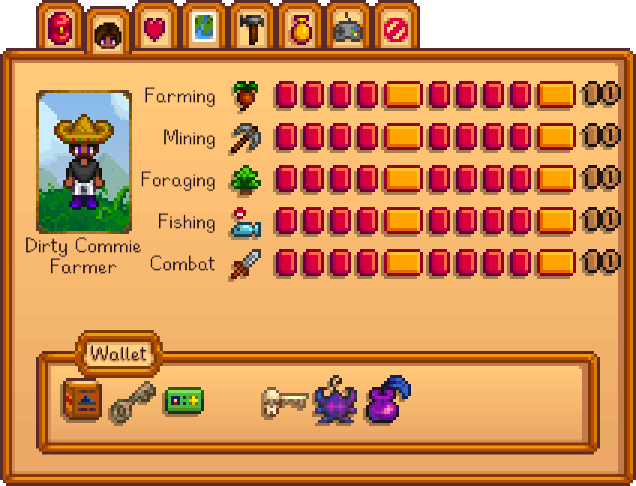 Farming 10
Mining 10
Foraging 10
Fishing 10
Dirty Commie
Farmer
Combat 10
Wallet